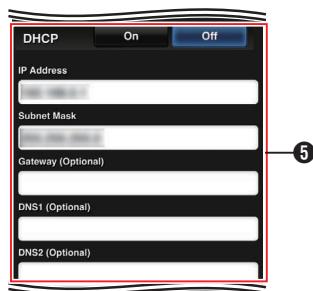 DHCP On Off
IP Address
Subnet Mask
Gateway (Optional)
DNS1 (Optional)
DNS2 (Optional)
5